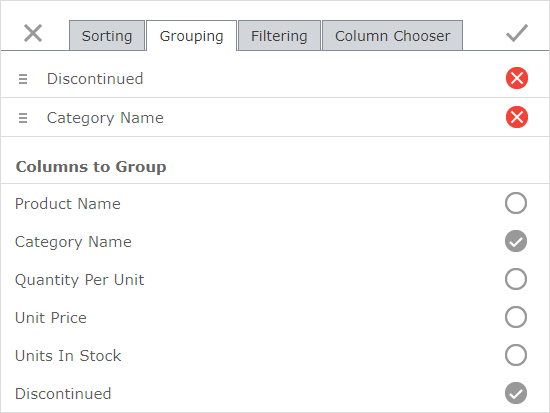 Sorting Grouping Filtering Column Chooser
Discontinued
Category Name
Columns to Group
Product Name
Category Name
Quantity Per Unit
Unit Price
Units In Stock
Discontinued